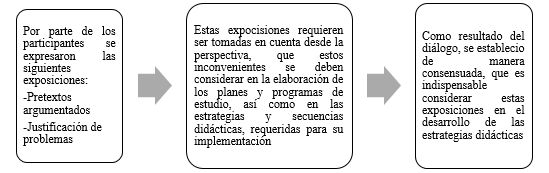 Por parte de los
participantes se
expresaron las
siguientes
exposiciones:
-Pretextos
argumentados
-Justificación de
problemas
Estas expocisiones requieren
ser tomadas en cuenta desde la
perspectiva, que estos
inconvenientes se deben
considerar en la elaboración de
los planes y programas de
estudio, así como en las
estrategias y secuencias
didácticas, requeridas para su
implementación
Como resultado del
diálogo, se establecio
de manera
consensuada, que es
indispensable
considerar estas
exposiciones en el
desarrollo de las
estrategias didácticas